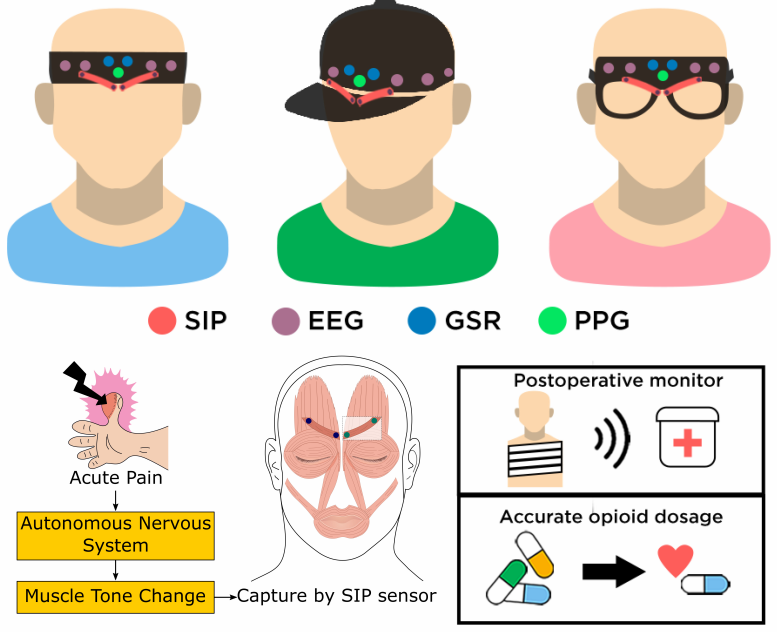 SIP
EEG
GSR
PPG
Acute Pain
Autonomous Nervous
System
Muscle Tone Change
Capture by SIP sensor
Postoperative monitor
Accurate opioid dosage